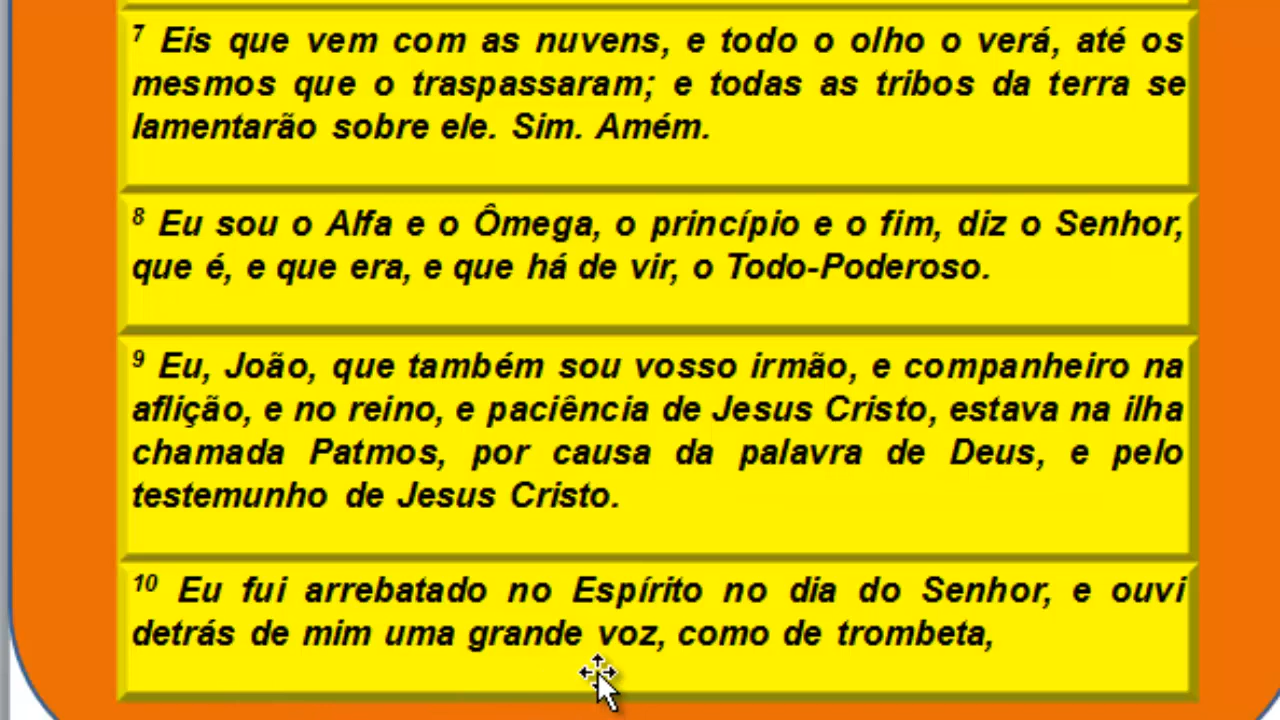 7 Eis que vem com as nuvens, e todo o olho o verá, até os
mesmos que o traspassaram; e todas as tribos da terra se
lamentarão sobre ele. Sim. Amém.
8 Eu sou o Alfa e o Ômega, o princípio e o fim, diz o Senhor,
que é, e que era, e que há de vir, o Todo-Poderoso.
9 Eu, João, que também sou vosso irmão, e companheiro na
aflição, e no reino, e paciência de Jesus Cristo, estava na ilha
chamada Patmos, por causa da palavra de Deus, e pelo
testemunho de Jesus Cristo.
10 Eu fui arrebatado no Espírito no dia do Senhor, e ouvi
detrás de mim uma grande voz, como de trombeta,